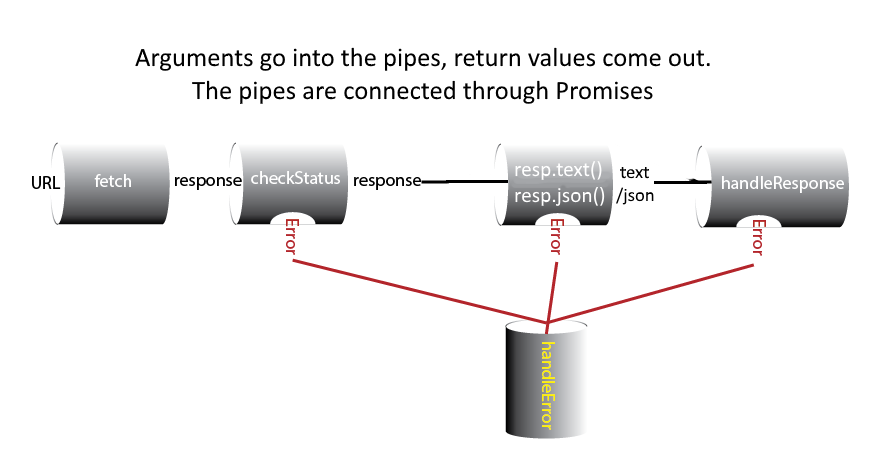 Arguments go into the pipes, return values come out.
The pipes are connected through Promises
URL
fetch
response
checkStatus
response
resp.text()
resp.json()
text
/json
handleResponse
Error
Error
Error
handleError